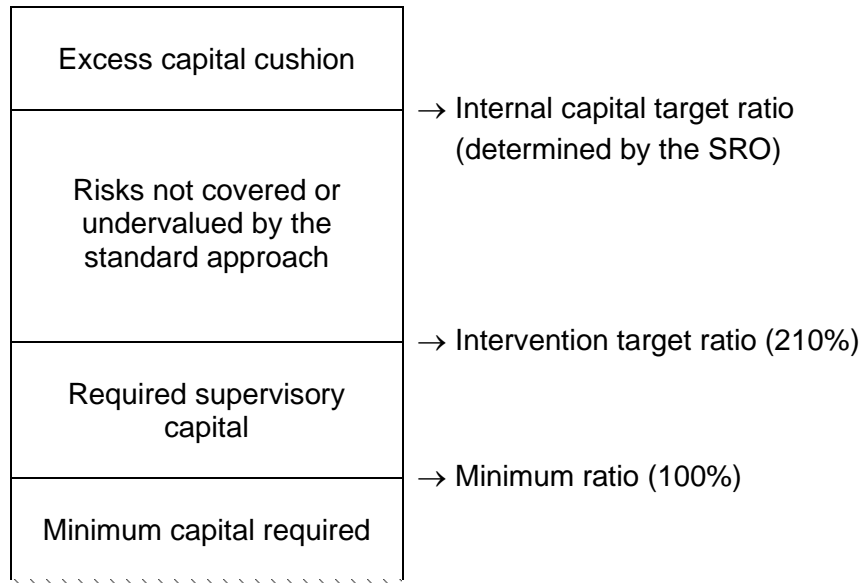 Excess capital cushion
→ Internal capital target ratio
(determined by the SRO)
Risks not covered or
undervalued by the
standard approach
→ Intervention target ratio (210%)
Required supervisory
capital
→ Minimum ratio (100%)
Minimum capital required